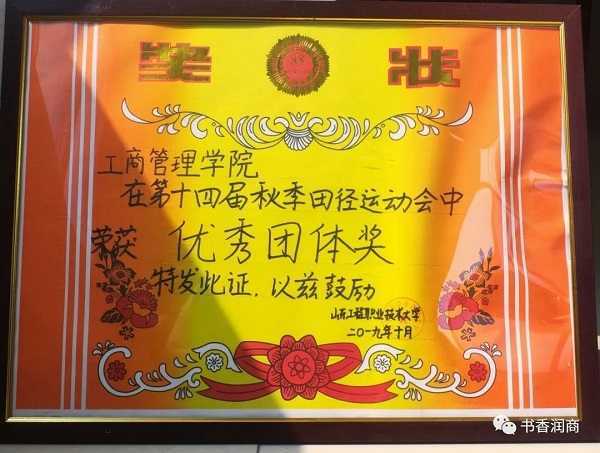 奖 状
工商管理学院
在第十四届秋季田径运动会中
荣获 优秀团体奖
特发此证，以兹鼓励
山东工程职业技术大学
二〇一九年十月
书香润商